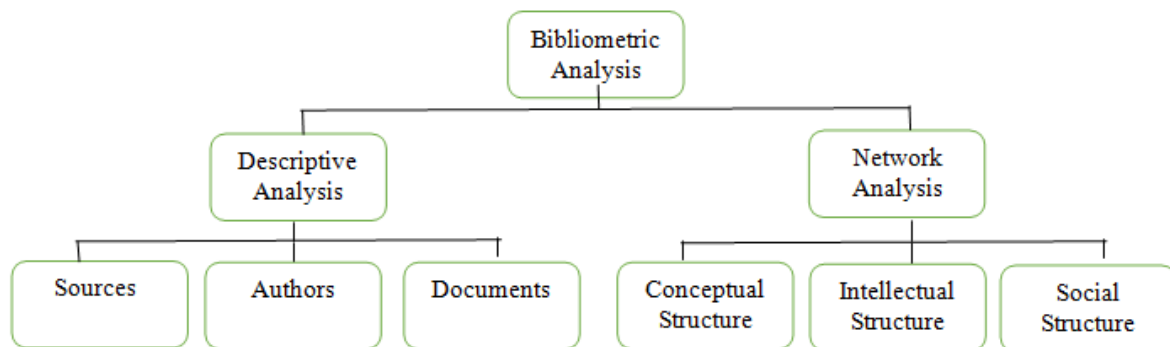 Bibliometric
Analysis
Descriptive
Analysis
Network
Analysis
Sources
Authors
Documents
Conceptual
Structure
Intellectual
Structure
Social
Structure